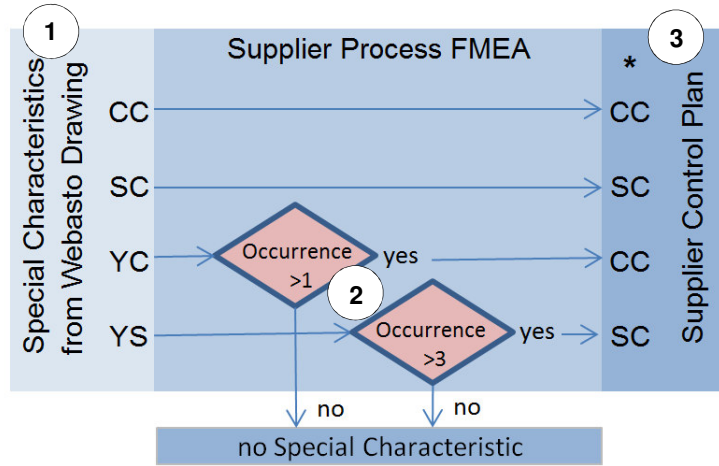 1
Supplier Process FMEA
3
*
Special Characteristics
from Webasto Drawing
Supplier Control Plan
CC
CC
SC
SC
YC
Occurrence
>1
yes
CC
2
YS
Occurrence
>3
yes
SC
no
no
no Special Characteristic